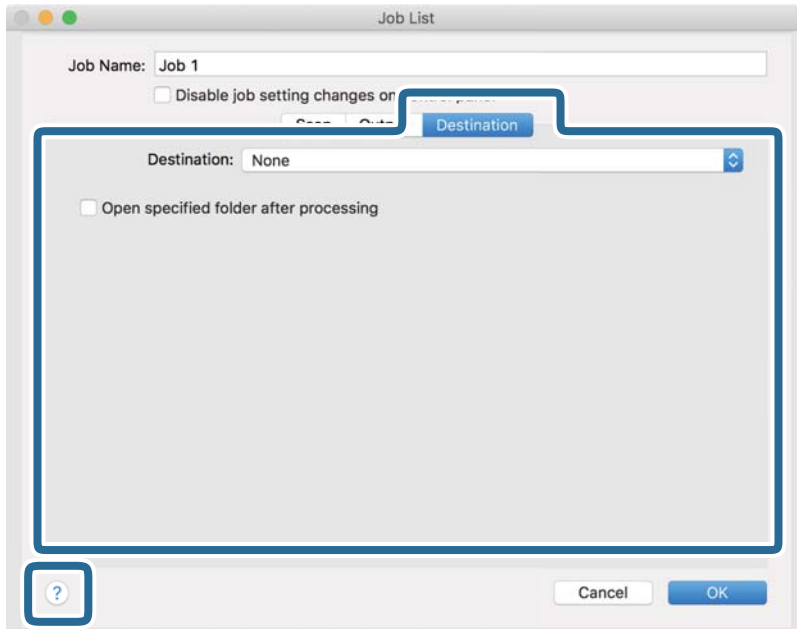 Job List
Job Name: Job 1
Disable job setting changes on
Destination
Destination: None
Open specified folder after processing
?
Cancel OK